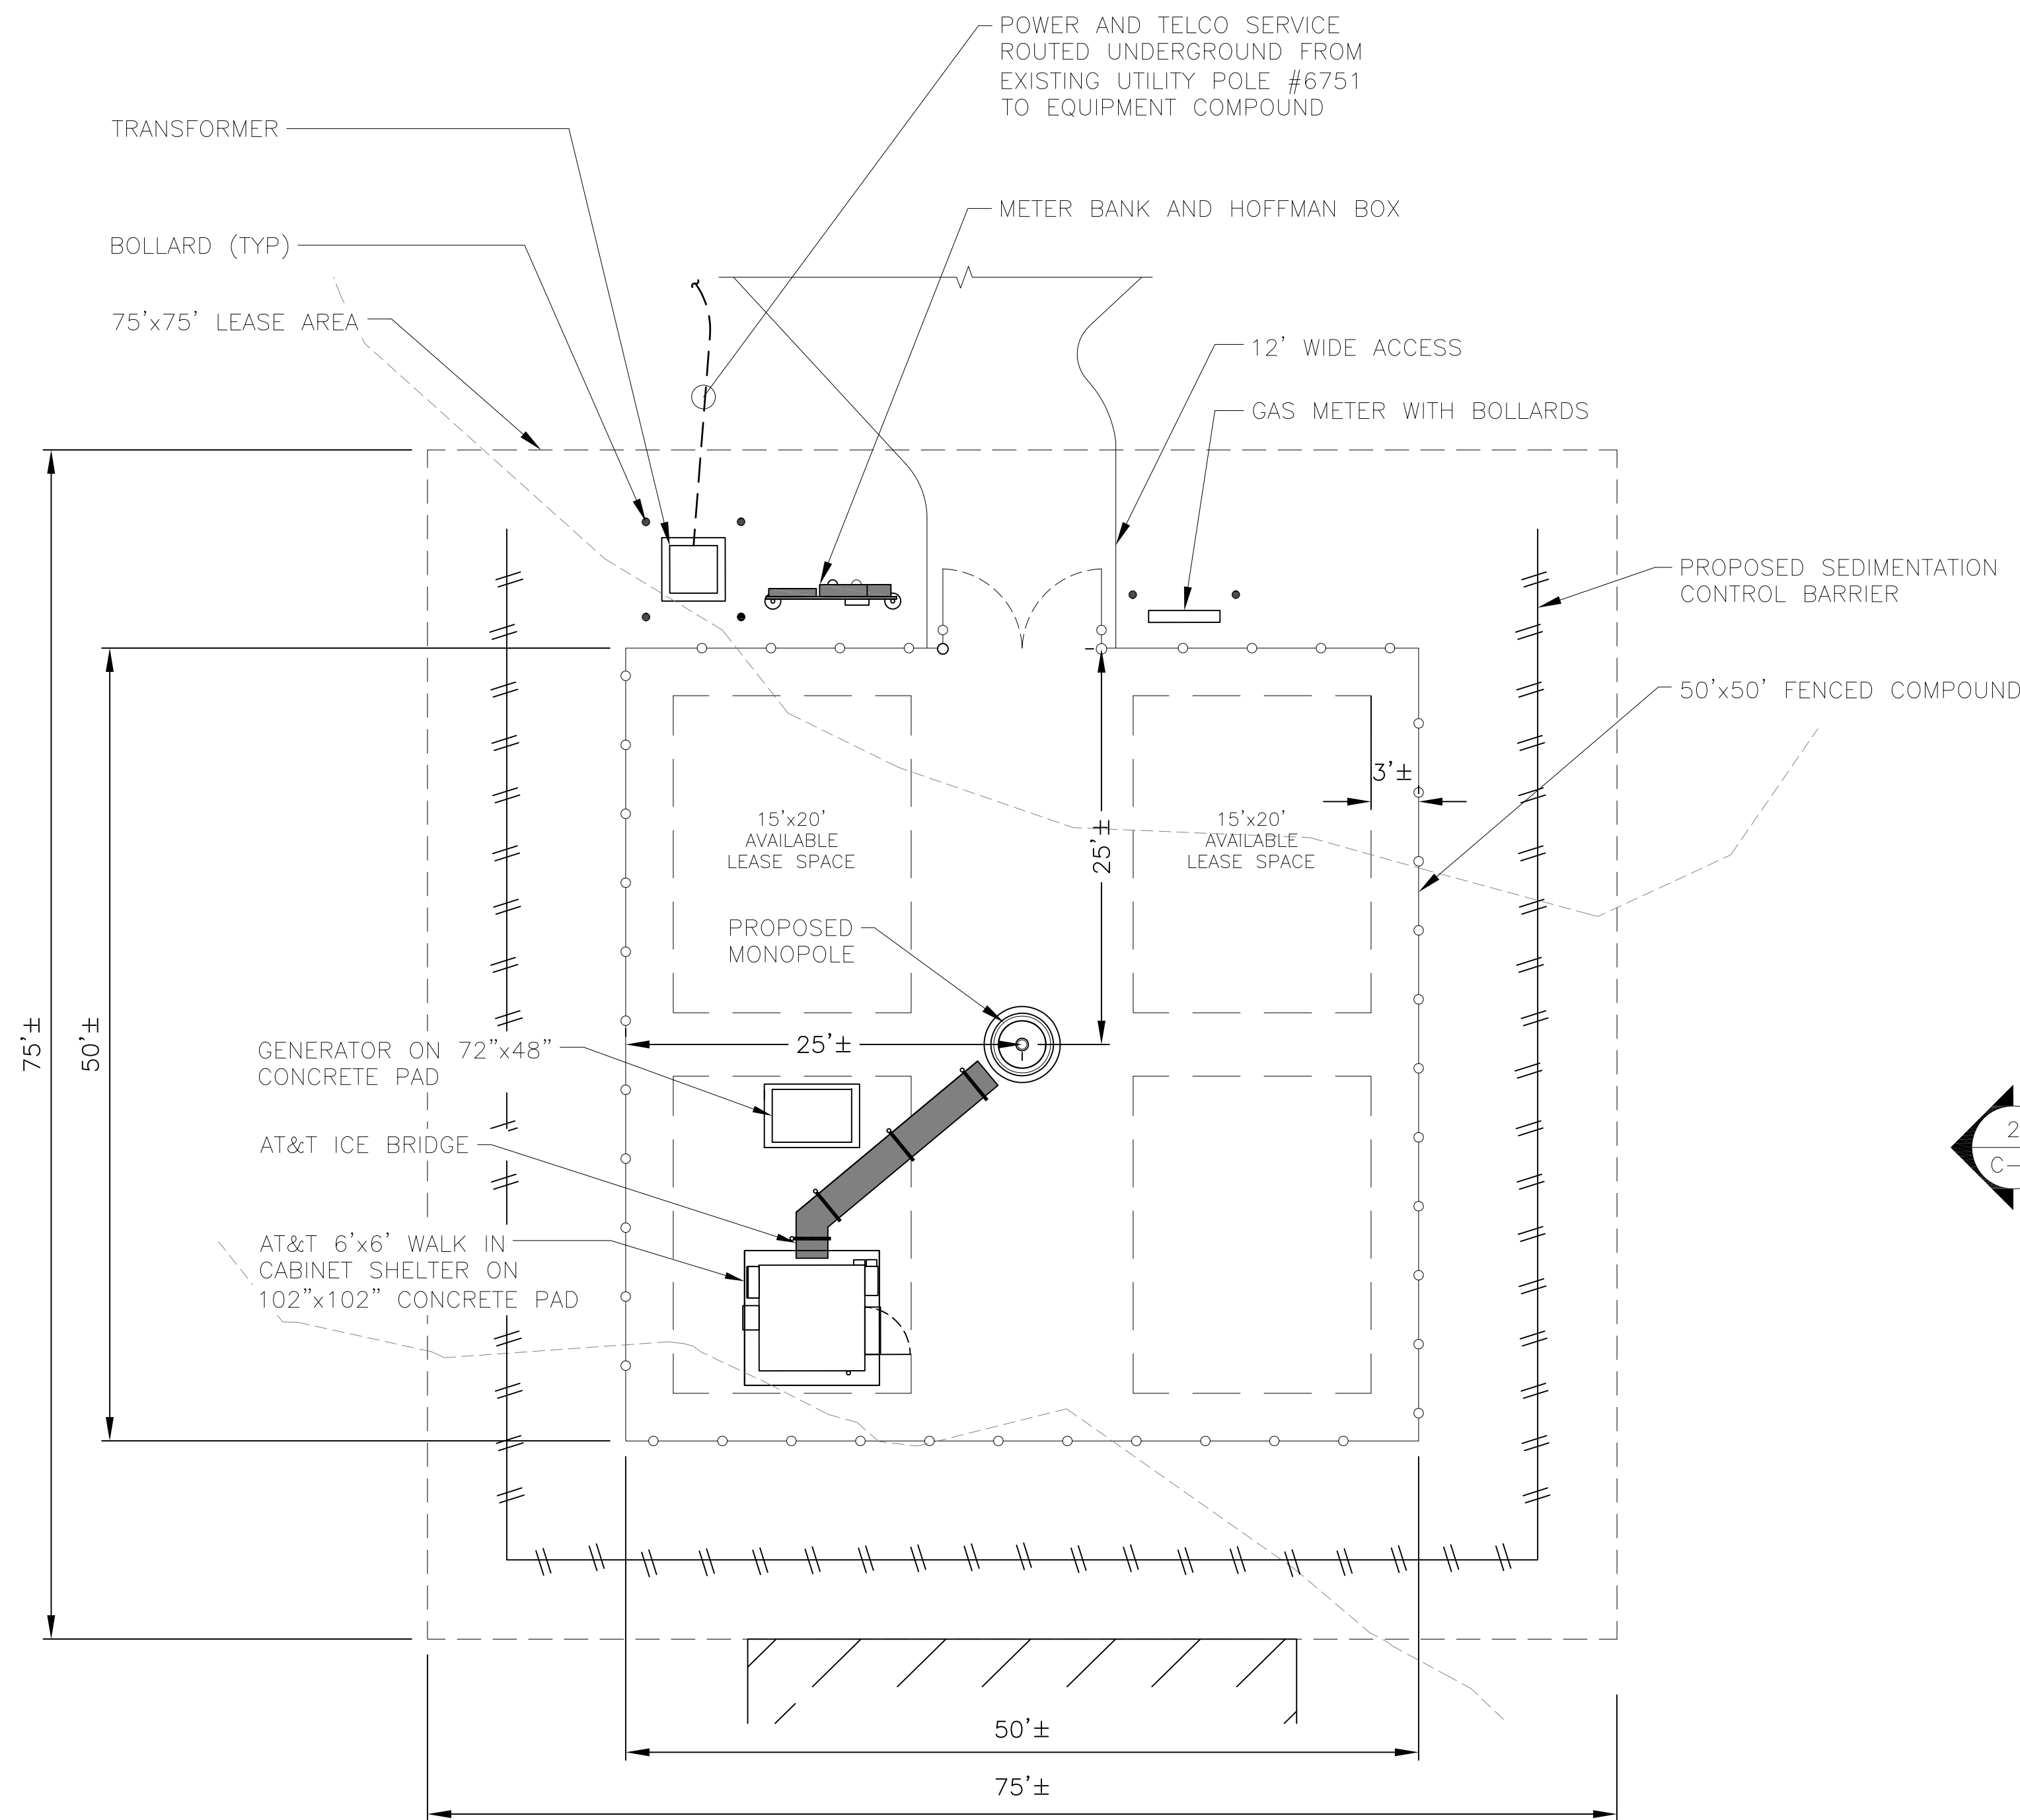 POWER AND TELCO SERVICE
ROUTED UNDERGROUND FROM
EXISTING UTILITY POLE #6751
TO EQUIPMENT COMPOUND
TRANSFORMER
METER BANK AND HOFFMAN BOX
BOLLARD (TYP)
75'x75' LEASE AREA
12' WIDE ACCESS
GAS METER WITH BOLLARDS
PROPOSED SEDIMENTATION
CONTROL BARRIER
50'x50' FENCED COMPOUND
3'±
15'x20'
AVAILABLE
LEASE SPACE
25'±
15'x20'
AVAILABLE
LEASE SPACE
PROPOSED
MONOPOLE
75'±
50'±
25'±
GENERATOR ON 72"x48"
CONCRETE PAD
AT&T ICE BRIDGE
AT&T 6'x6' WALK IN
CABINET SHELTER ON
102"x102" CONCRETE PAD
2
C-
50'±
75'±